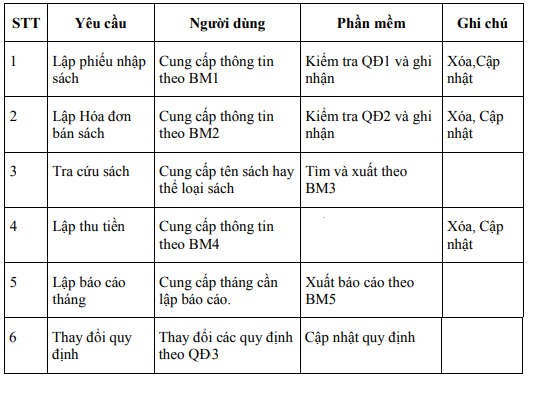 STT Yêu cầu Người dùng Phần mềm Ghi chú
1 Lập phiếu nhập Cung cấp thông tin Kiểm tra QĐ1 và ghi Xóa,Cập
sách theo BM1 nhận nhật
2 Lập Hóa đơn Cung cấp thông tin Kiểm tra QĐ2 và ghi Xóa, Cập
bán sách theo BM2 nhận nhật
3 Tra cứu sách Cung cấp tên sách hay Tìm và xuất theo
thể loại sách BM3
4 Lập thu tiền Cung cấp thông tin Xóa, Cập
theo BM4 nhật
5 Lập báo cáo Cung cấp tháng cần Xuất báo cáo theo
tháng lập báo cáo. BM5
6 Thay đổi quy Thay đổi các quy định Cập nhật quy định
định theo QĐ3